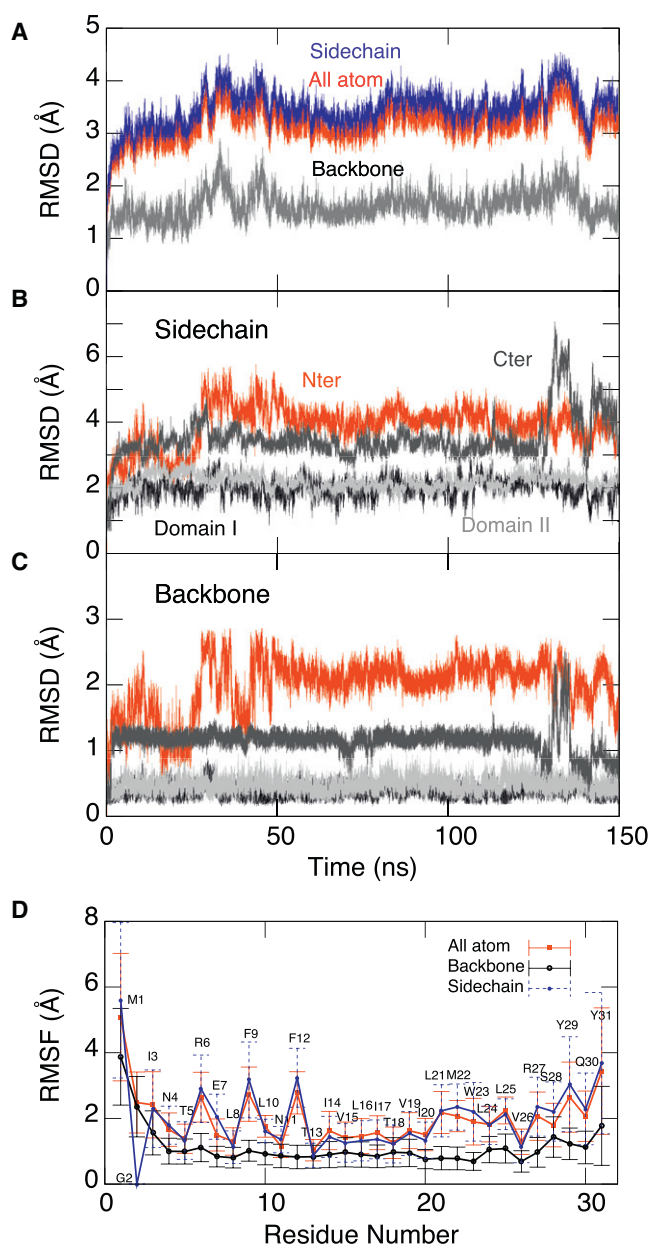 A
5
4
3
2
1
0
RMSD (Å)
Sidechain
All atom
Backbone
B
6
4
2
0
RMSD (Å)
Sidechain
Nter
Cter
Domain I
Domain II
C
3
2
1
0
RMSD (Å)
Backbone
0 50 100 150
Time (ns)
D
8
6
4
2
0
RMSF (Å)
All atom
Backbone
Sidechain
M1
G2
I3
N4
T5
R6
E7
L8
F9
L10
N11
F12
T13
I14
V15
L16
I17
T18
V19
I20
L21
M22
W23
L24
L25
V26
R27
S28
Y29
Q30
Y31
0 10 20 30
Residue Number